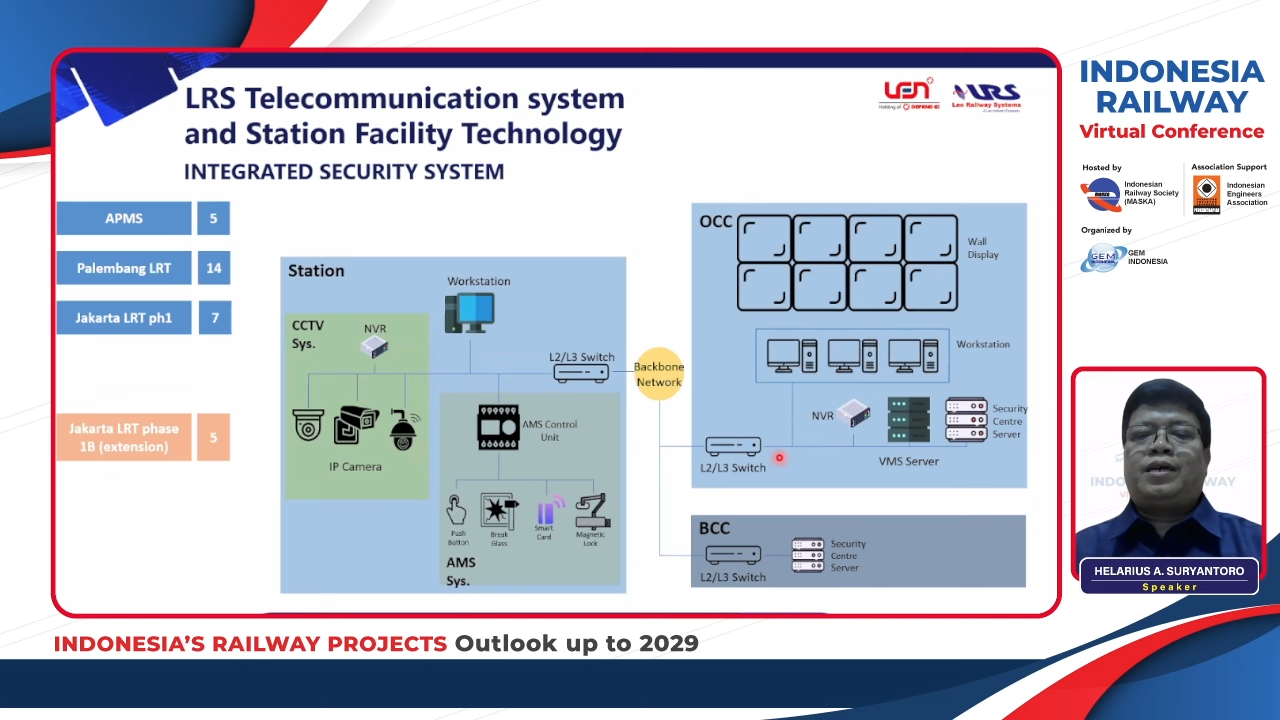 LRS Telecommunication system
and Station Facility Technology
INTEGRATED SECURITY SYSTEM
LEN
Holding of DEFEND ID
LRS
Len Railway Systems
APMS 5
Palembang LRT 14
Jakarta LRT ph1 7
Jakarta LRT phase
1B (extension) 5
Station
Workstation
CCTV
Sys.
NVR
IP Camera
L2/L3 Switch
AMS Control
Unit
Push
Button
Break
Glass
Smart
Card
Magnetic
Lock
AMS
Sys.
Backbone
Network
OCC
Wall
Display
Workstation
NVR
Security
Centre
Server
L2/L3 Switch
VMS Server
BCC
L2/L3 Switch
Security
Centre
Server
INDONESIA
RAILWAY
Virtual Conference
Hosted by
MASKA
Indonesian
Railway Society
(MASKA)
Association Support
Indonesian
Engineers
Association
Organized by
GEM
INDONESIA
GEM
INDONESIA
HELARIUS A. SURYANTORO
Speaker
INDONESIA'S RAILWAY PROJECTS Outlook up to 2029